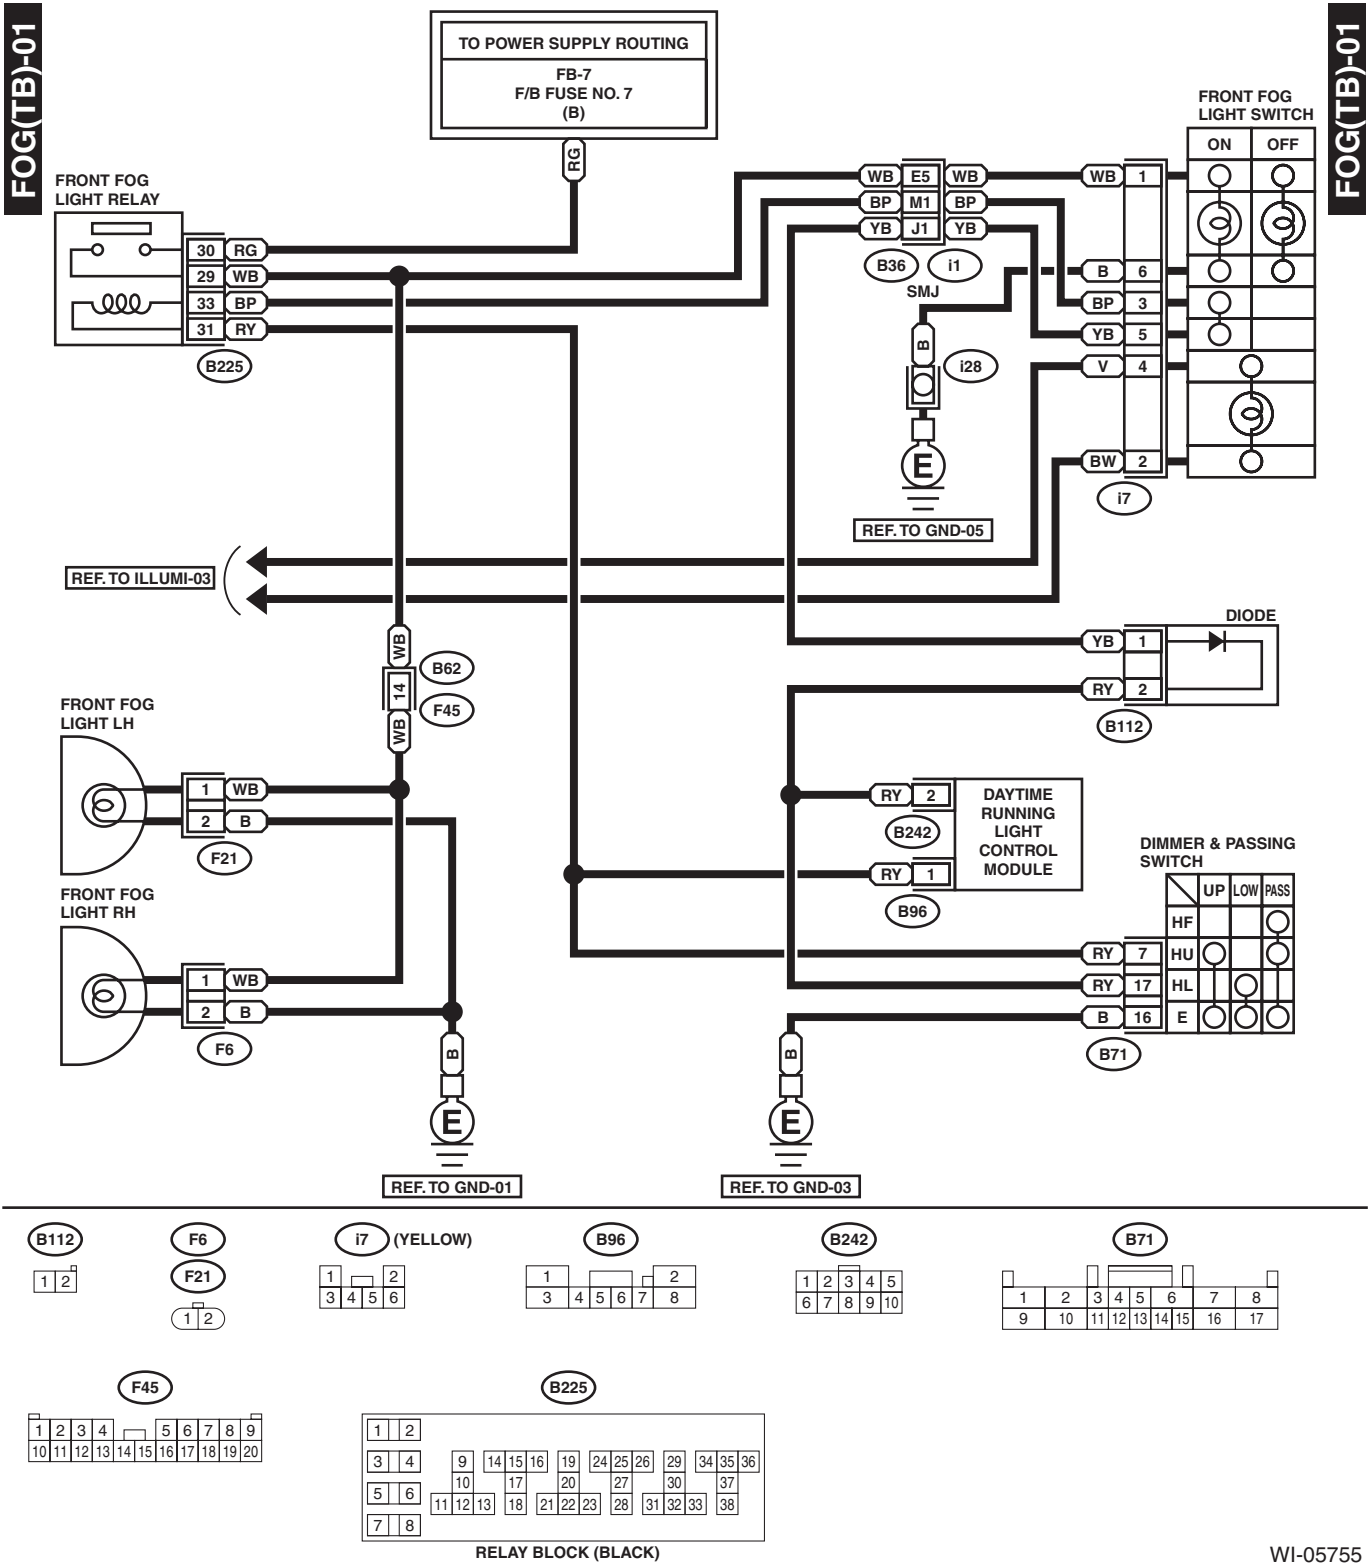 FOG(TB)-01
FOG(TB)-01
TO POWER SUPPLY ROUTING
FB-7
F/B FUSE NO. 7
(B)
RG
FRONT FOG
LIGHT SWITCH
ON OFF
FRONT FOG
LIGHT RELAY
30 RG
29 WB
33 BP
31 RY
B225
WB E5 WB
BP M1 BP
YB J1 YB
B36 i1
SMJ
B
i28
E
REF. TO GND-05
WB 1
B 6
BP 3
YB 5
V 4
BW 2
i7
REF. TO ILLUMI-03
WB
B62
14
F45
WB
DIODE
YB 1
RY 2
B112
FRONT FOG
LIGHT LH
1 WB
2 B
F21
RY 2
B242
RY 1
B96
DAYTIME
RUNNING
LIGHT
CONTROL
MODULE
FRONT FOG
LIGHT RH
1 WB
2 B
F6
DIMMER & PASSING
SWITCH
UP LOW PASS
HF
RY 7 HU
RY 17 HL
B 16 E
B71
B
E
REF. TO GND-01
B
E
REF. TO GND-03
B112
1 2
F6
F21
1 2
i7 (YELLOW)
1 2
3 4 5 6
B96
1 2
3 4 5 6 7 8
B242
1 2 3 4 5
6 7 8 9 10
B71
1 2 3 4 5 6 7 8
9 10 11 12 13 14 15 16 17
F45
1 2 3 4 5 6 7 8 9
10 11 12 13 14 15 16 17 18 19 20
B225
1 2
3 4
5 6
7 8
9 14 15 16 19 24 25 26 29 34 35 36
10 17 20 27 30 37
11 12 13 18 21 22 23 28 31 32 33 38
RELAY BLOCK (BLACK)
WI-05755